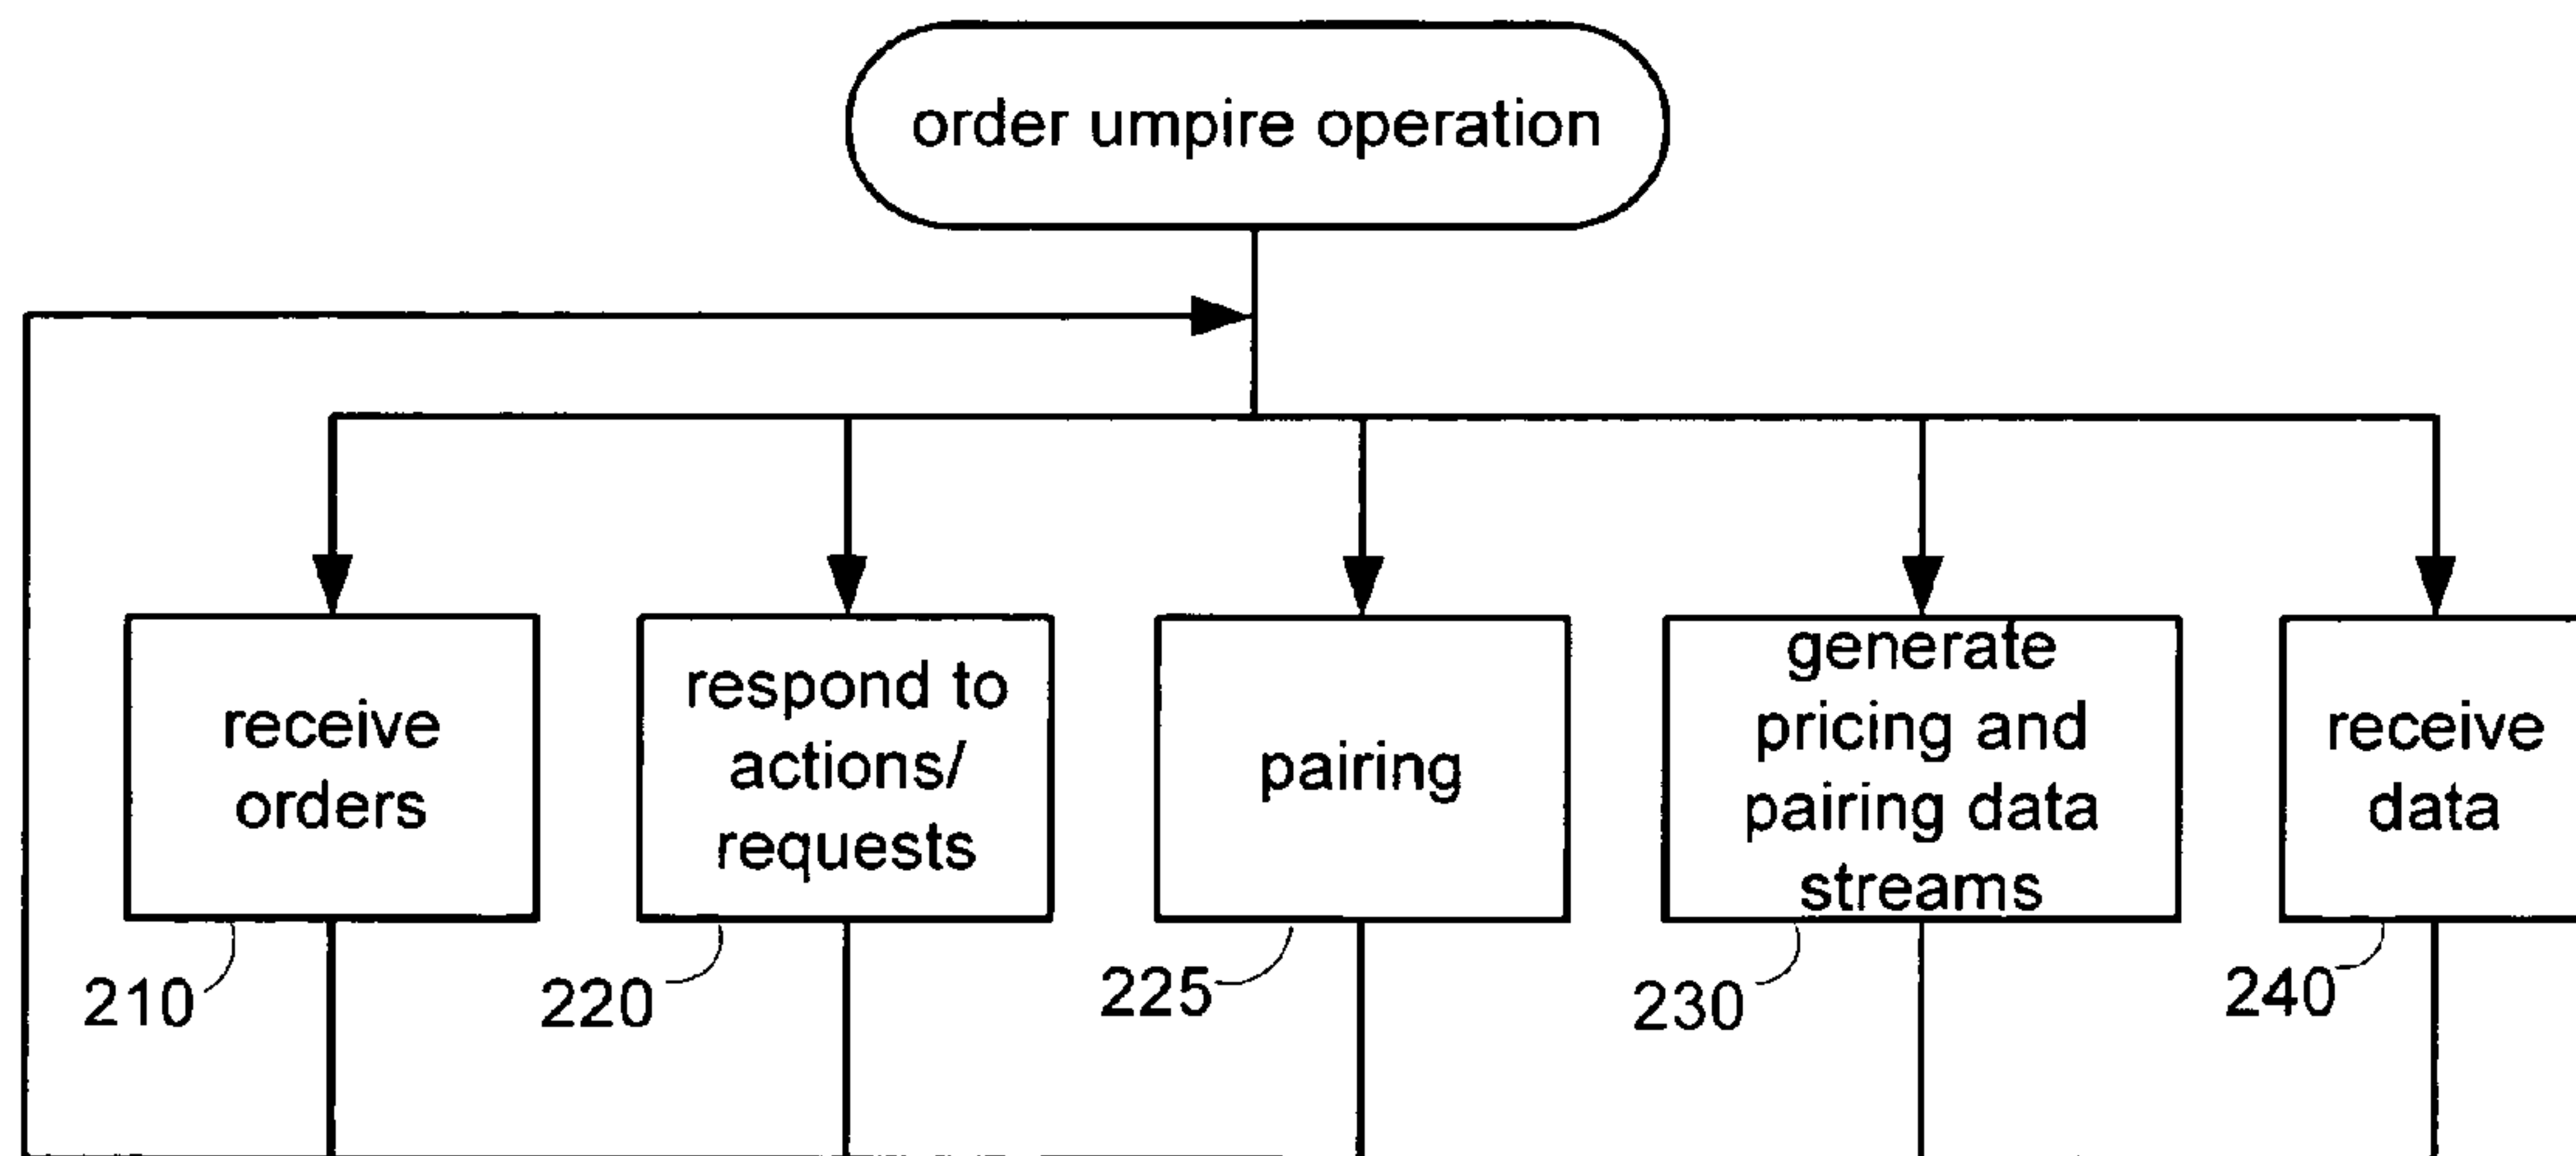 order umpire operation
receive
orders
respond to
actions/
requests
pairing
generate
pricing and
pairing data
streams
receive
data
210
220
225
230
240